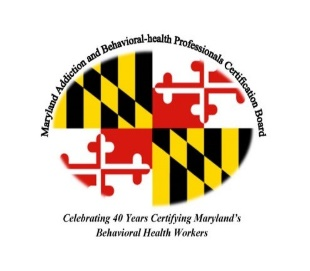 Maryland Addiction and Behavioral-health Professionals Certification Board
Celebrating 40 Years Certifying Maryland's
Behavioral Health Workers